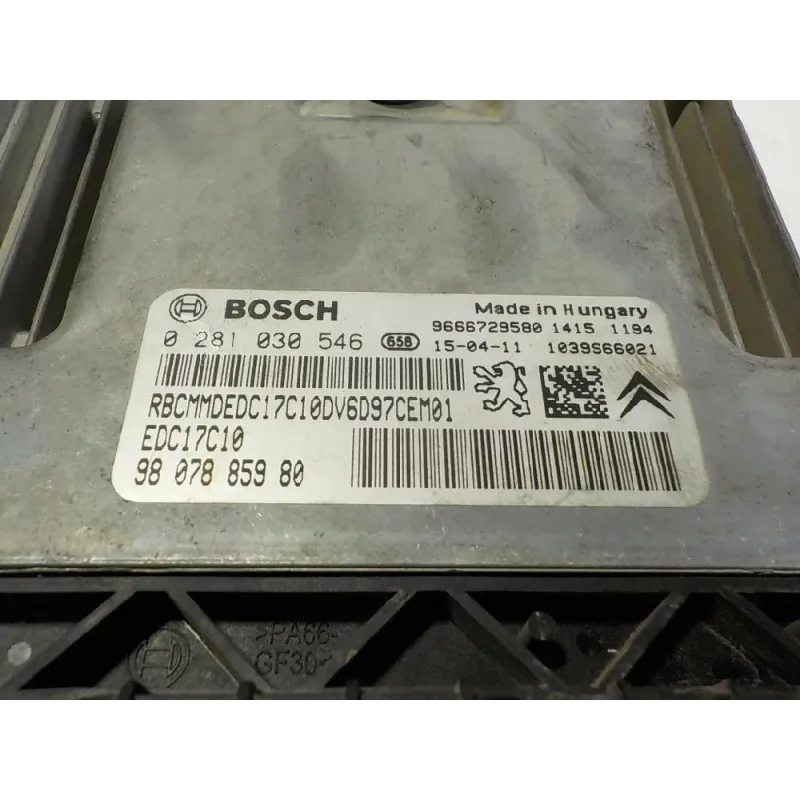 BOSCH
Made in Hungary
0 281 030 546 658
9666729580 1415 1194
15-04-11 1039S66021
RBCMMDEDC17C10DV6D97CEM01
EDC17C10
98 078 859 80
>PA66-
GF30<